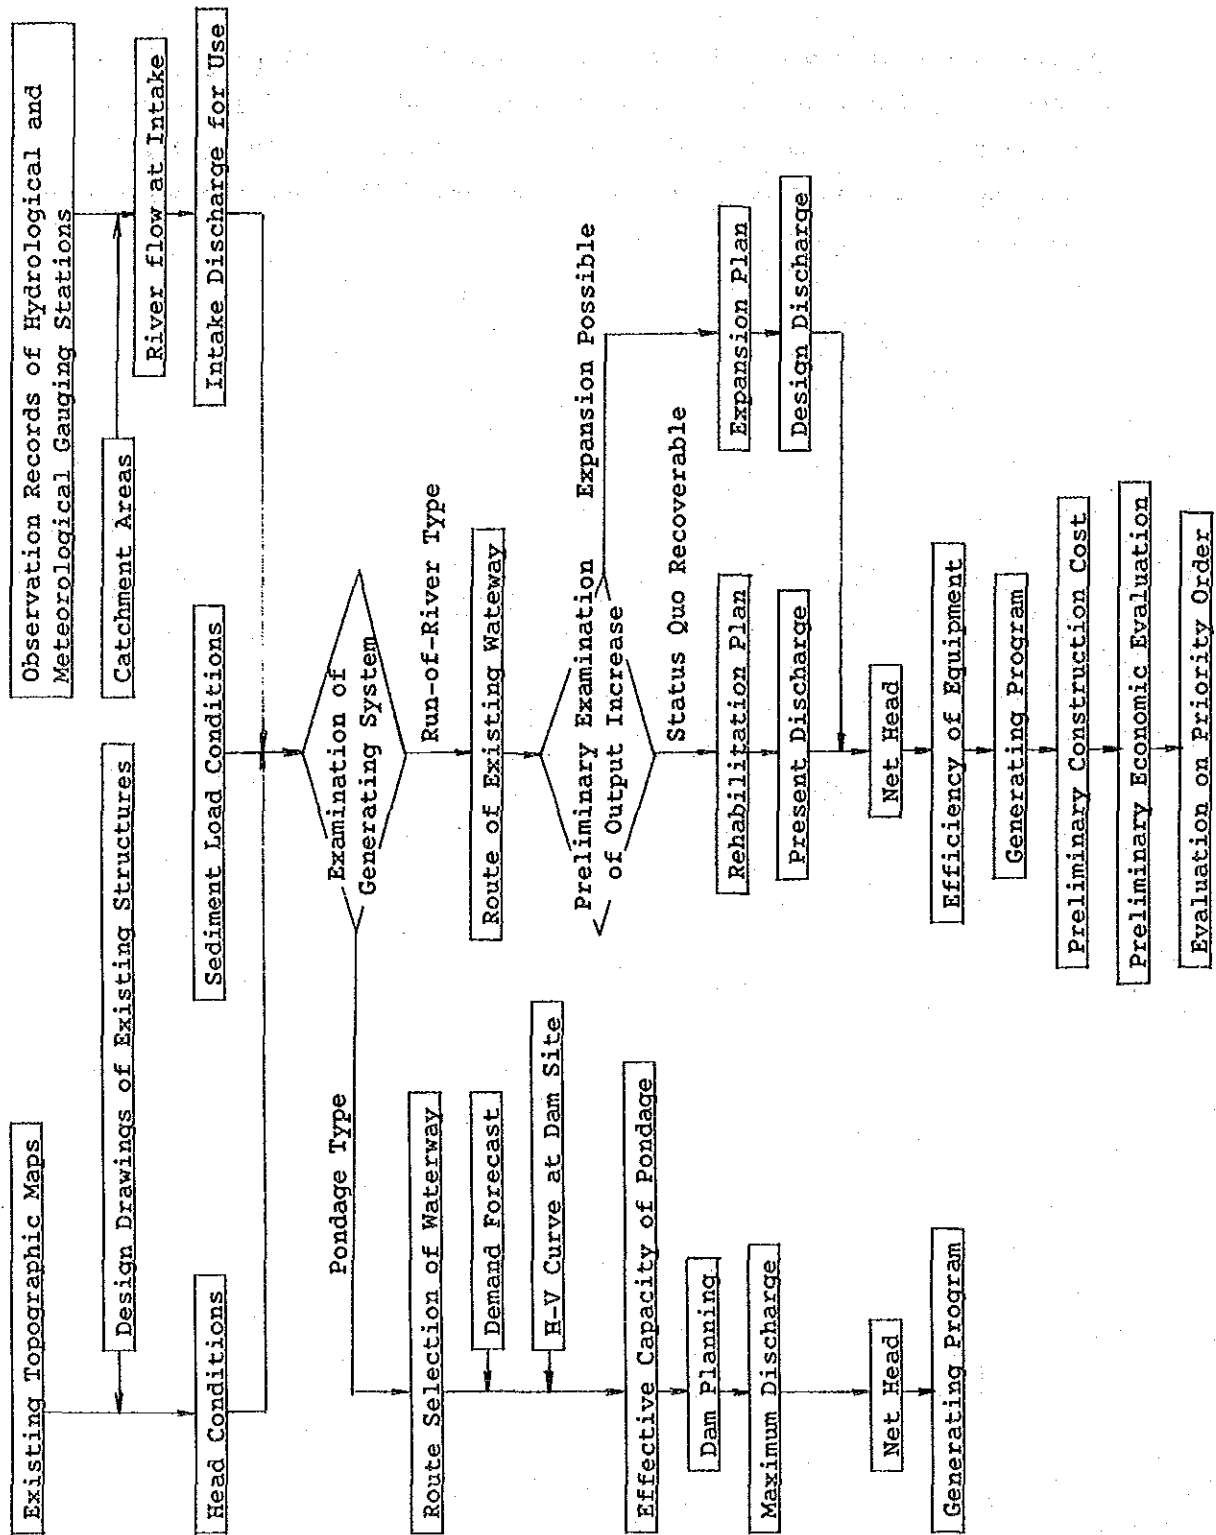 Existing Topographic Maps
Design Drawings of Existing Structures
Head Conditions
Observation Records of Hydrological and
Meteorological Gauging Stations
Catchment Areas
River flow at Intake
Sediment Load Conditions
Intake Discharge for Use
Examination of
Generating System
Pondage Type
Run-of-River Type
Route Selection of Waterway
Demand Forecast
H-V Curve at Dam Site
Effective Capacity of Pondage
Dam Planning
Maximum Discharge
Net Head
Generating Program
Route of Existing Wateway
Preliminary Examination
of Output Increase
Expansion Possible
Status Quo Recoverable
Rehabilitation Plan
Expansion Plan
Present Discharge
Design Discharge
Net Head
Efficiency of Equipment
Generating Program
Preliminary Construction Cost
Preliminary Economic Evaluation
Evaluation on Priority Order